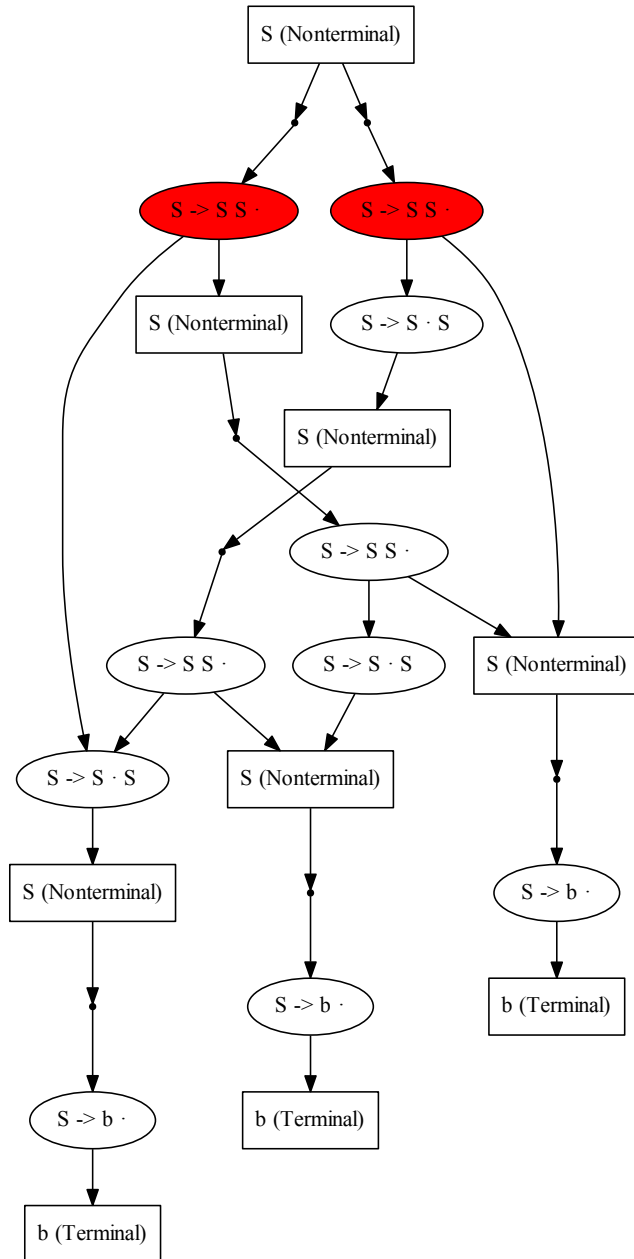 S (Nonterminal)
S -> S S ·
S -> S S ·
S (Nonterminal)
S -> S · S
S (Nonterminal)
S -> S S ·
S -> S S ·
S -> S · S
S (Nonterminal)
S -> S · S
S (Nonterminal)
S (Nonterminal)
S -> b ·
S -> b ·
b (Terminal)
S -> b ·
b (Terminal)
b (Terminal)